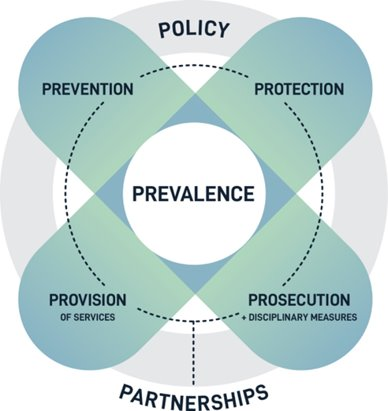 POLICY
PREVENTION
PROTECTION
PREVALENCE
PROVISION
OF SERVICES
PROSECUTION
+ DISCIPLINARY MEASURES
PARTNERSHIPS